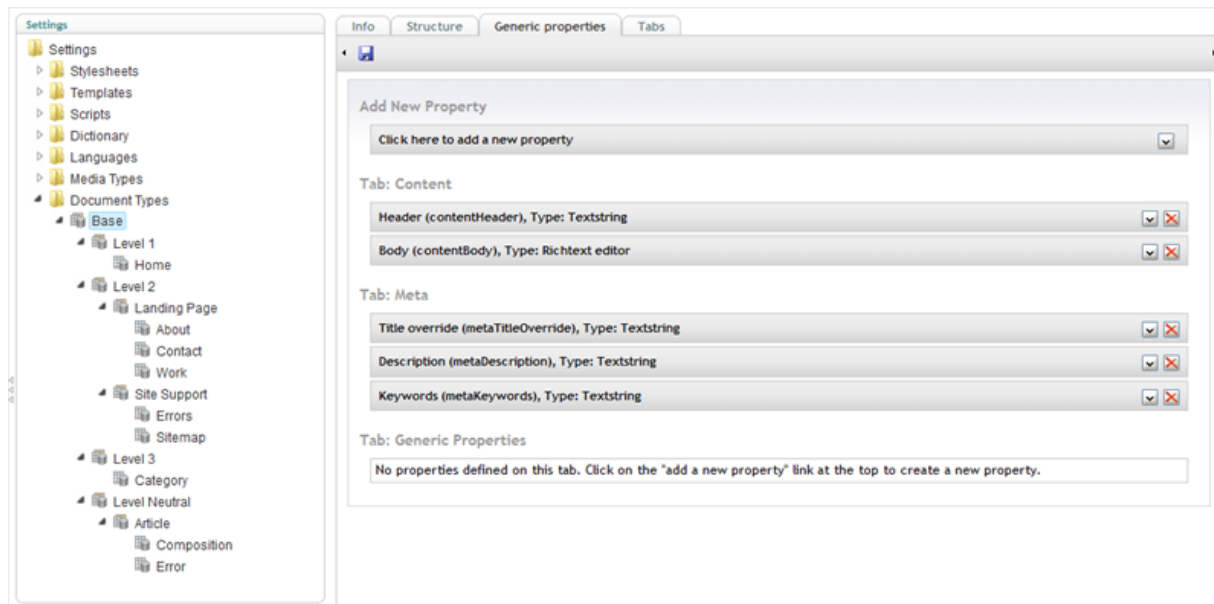 Settings
Settings
Stylesheets
Templates
Scripts
Dictionary
Languages
Media Types
Document Types
Base
Level 1
Home
Level 2
Landing Page
About
Contact
Work
Site Support
Errors
Sitemap
Level 3
Category
Level Neutral
Article
Composition
Error
Info Structure Generic properties Tabs
Add New Property
Click here to add a new property
Tab: Content
Header (contentHeader), Type: Textstring
Body (contentBody), Type: Richtext editor
Tab: Meta
Title override (metaTitleOverride), Type: Textstring
Description (metaDescription), Type: Textstring
Keywords (metaKeywords), Type: Textstring
Tab: Generic Properties
No properties defined on this tab. Click on the "add a new property" link at the top to create a new property.